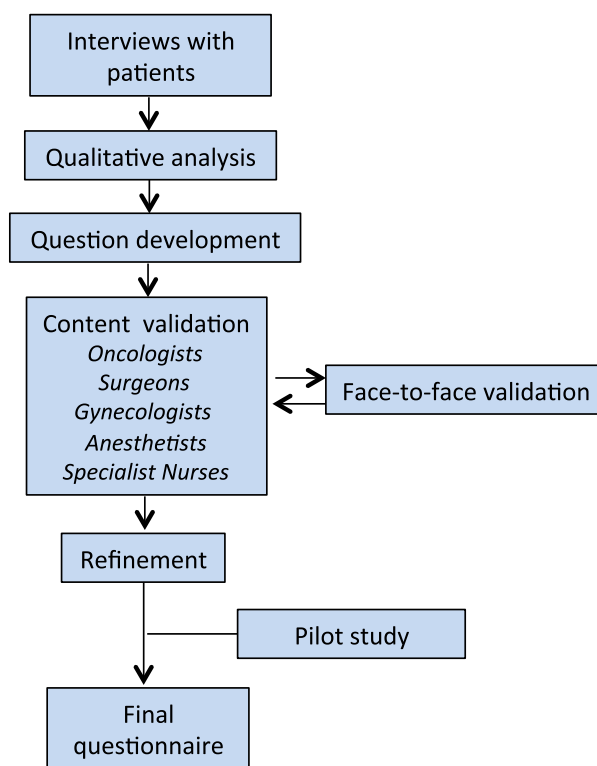 Interviews with
patients
Qualitative analysis
Question development
Content validation
Oncologists
Surgeons
Gynecologists
Anesthetists
Specialist Nurses
Face-to-face validation
Refinement
Pilot study
Final
questionnaire